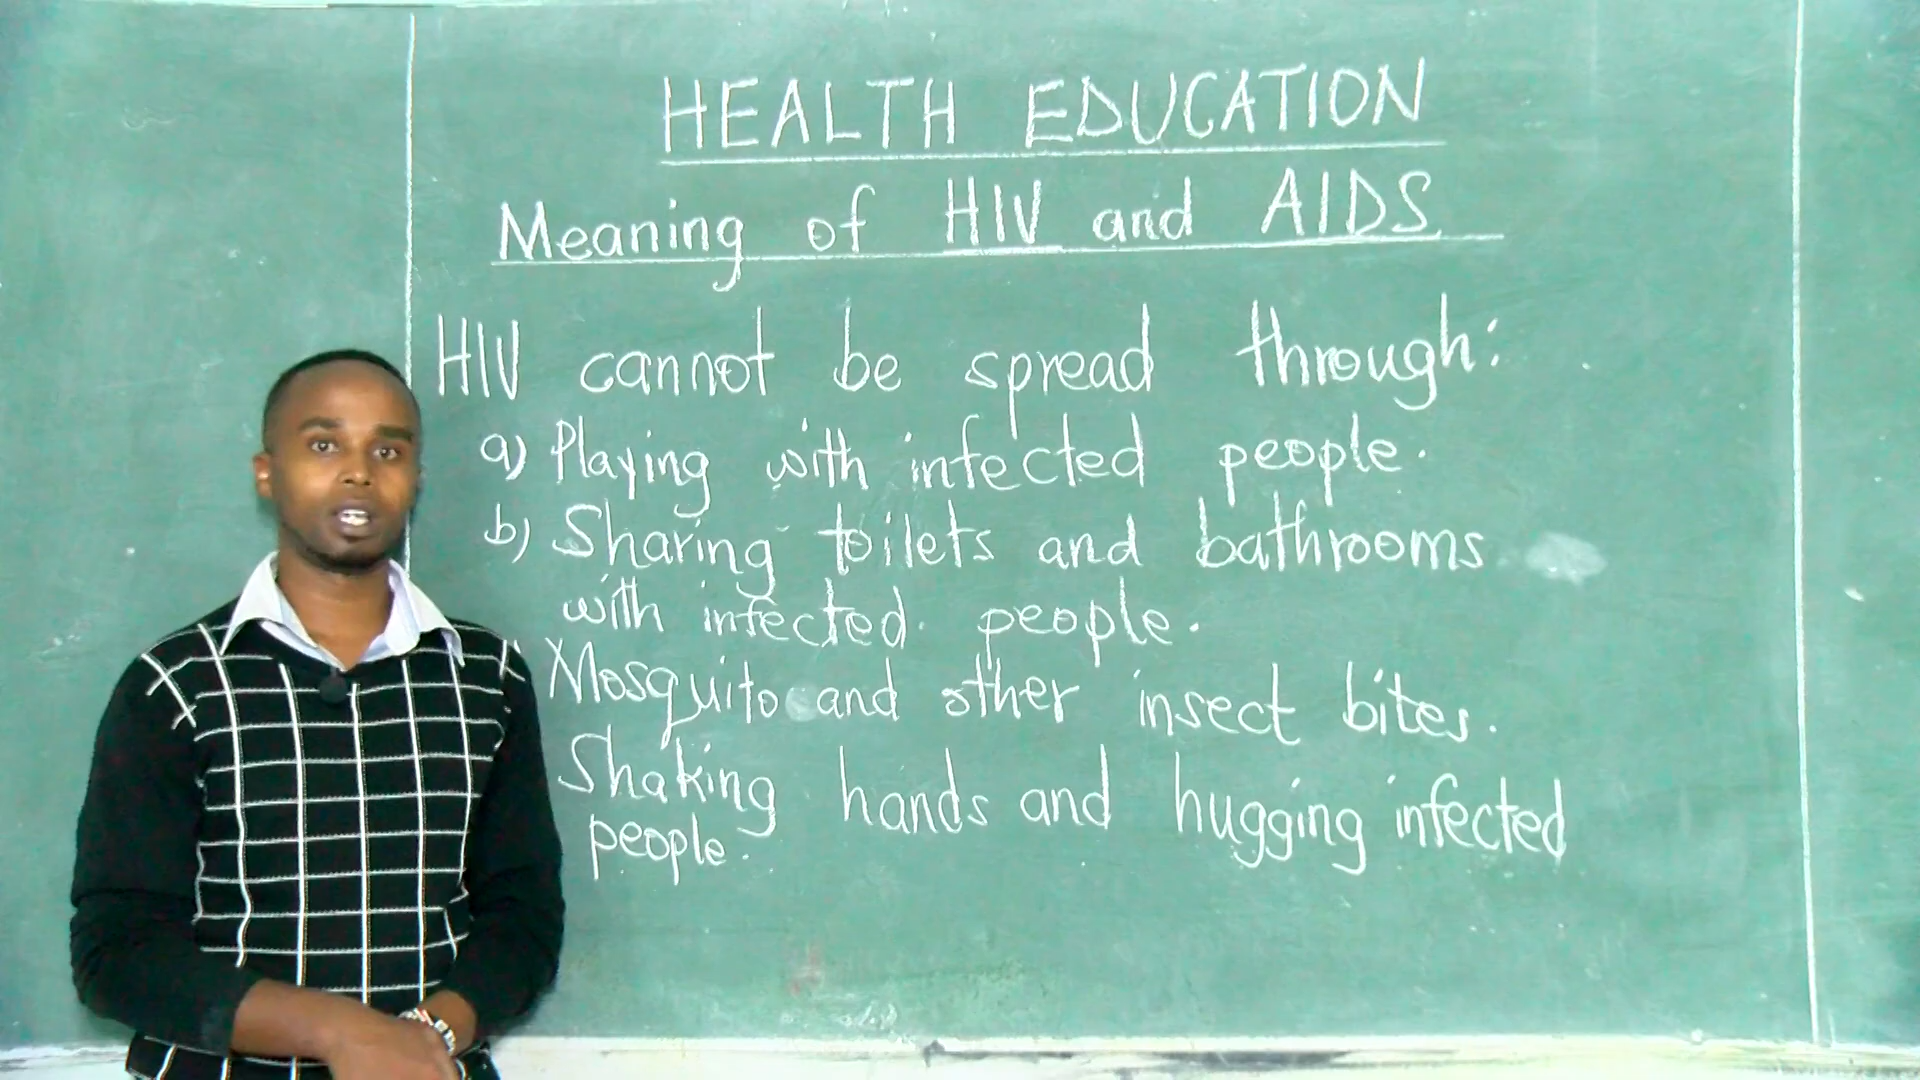 HEALTH EDUCATION
Meaning of HIV and AIDS
HIV cannot be spread through:
a) Playing with infected people.
b) Sharing toilets and bathrooms
with infected people.
Mosquito and other insect bites.
Shaking hands and hugging infected
people.